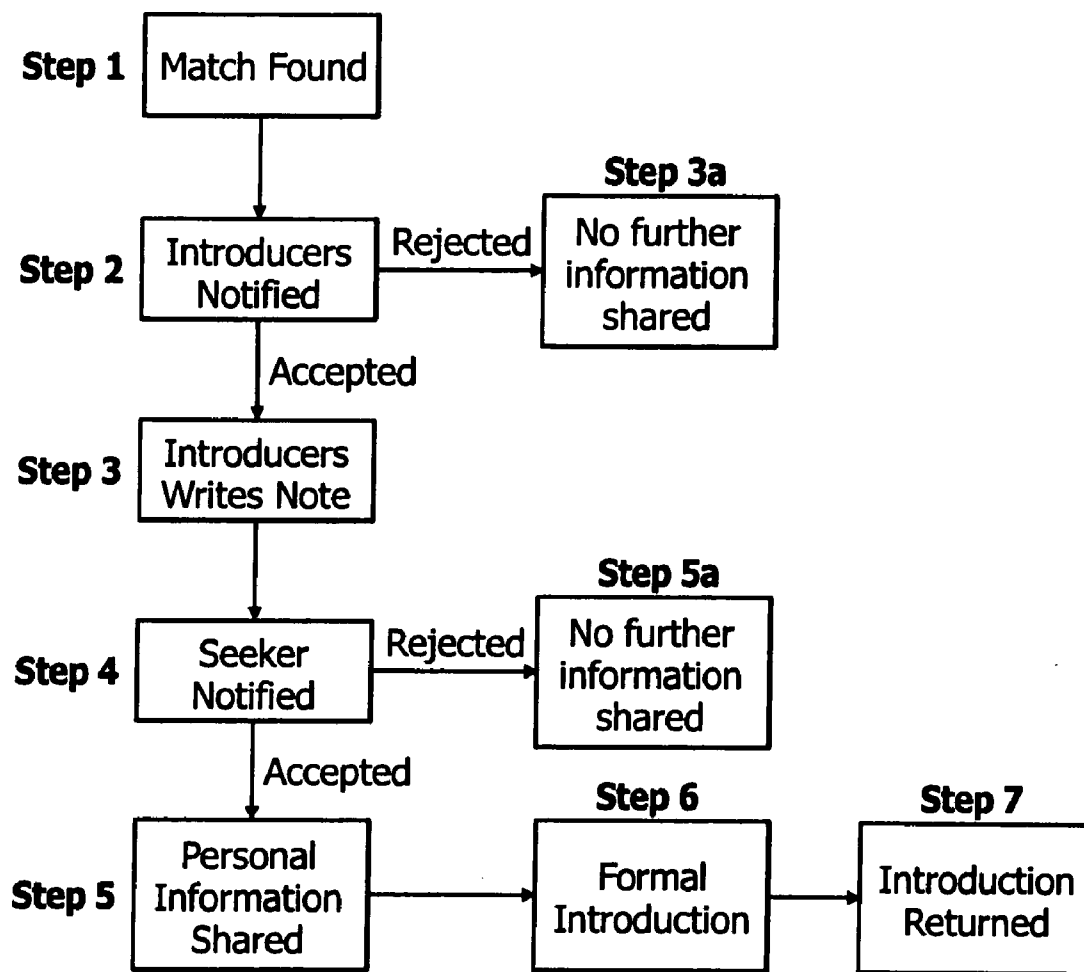 Step 1
Match Found
Step 3a
Step 2
Introducers
Notified
Rejected
No further
information
shared
Accepted
Step 3
Introducers
Writes Note
Step 5a
Step 4
Seeker
Notified
Rejected
No further
information
shared
Accepted
Step 6
Step 7
Step 5
Personal
Information
Shared
Formal
Introduction
Introduction
Returned